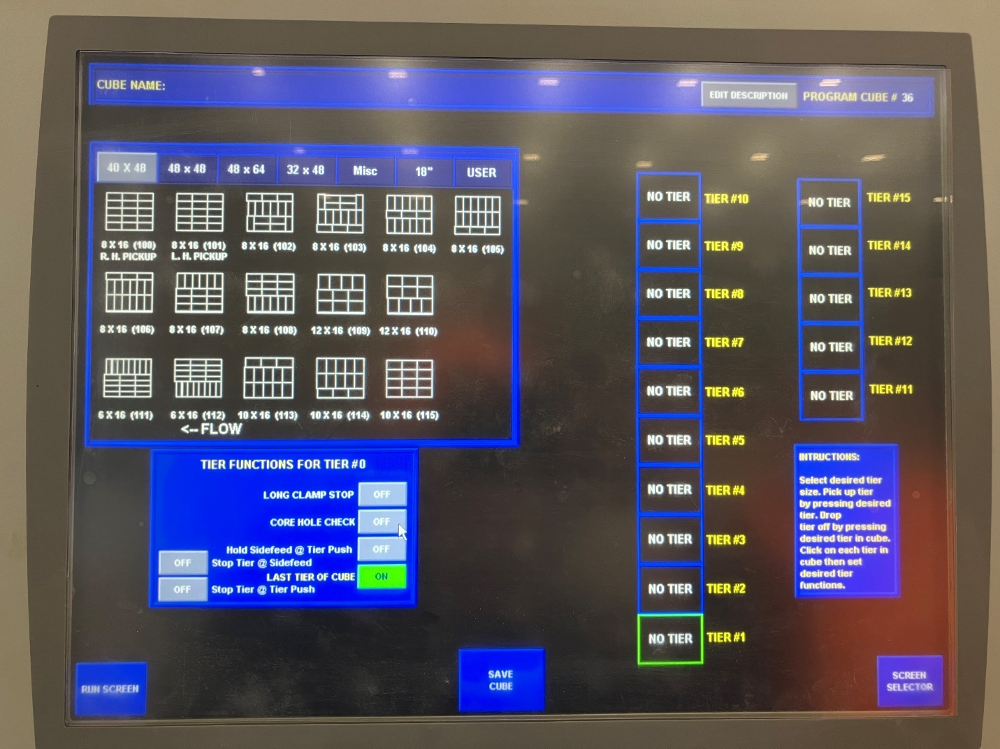 CUBE NAME:
EDIT DESCRIPTION
PROGRAM CUBE # 36
40 X 48
48 x 48
48 x 64
32 x 48
Misc
18"
USER
8 X 16 (100)
R. H. PICKUP
8 X 16 (101)
L. H. PICKUP
8 X 16 (102)
8 X 16 (103)
8 X 16 (104)
8 X 16 (105)
8 X 16 (106)
8 X 16 (107)
8 X 16 (108)
12 X 16 (109)
12 X 16 (110)
6 X 16 (111)
6 X 16 (112)
10 X 16 (113)
10 X 16 (114)
10 X 16 (115)
<-- FLOW
TIER FUNCTIONS FOR TIER # 0
LONG CLAMP STOP OFF
CORE HOLE CHECK OFF
Hold Sidefeed @ Tier Push OFF
OFF Stop Tier @ Sidefeed
LAST TIER OF CUBE ON
OFF Stop Tier @ Tier Push
NO TIER TIER #10
NO TIER TIER #9
NO TIER TIER #8
NO TIER TIER #7
NO TIER TIER #6
NO TIER TIER #5
NO TIER TIER #4
NO TIER TIER #3
NO TIER TIER #2
NO TIER TIER #1
NO TIER TIER #15
NO TIER TIER #14
NO TIER TIER #13
NO TIER TIER #12
NO TIER TIER #11
INTRUCTIONS:
Select desired tier
size. Pick up tier
by pressing desired
tier. Drop
tier off by pressing
desired tier in cube.
Click on each tier in
cube then set
desired tier
functions.
RUN SCREEN
SAVE
CUBE
SCREEN
SELECTOR